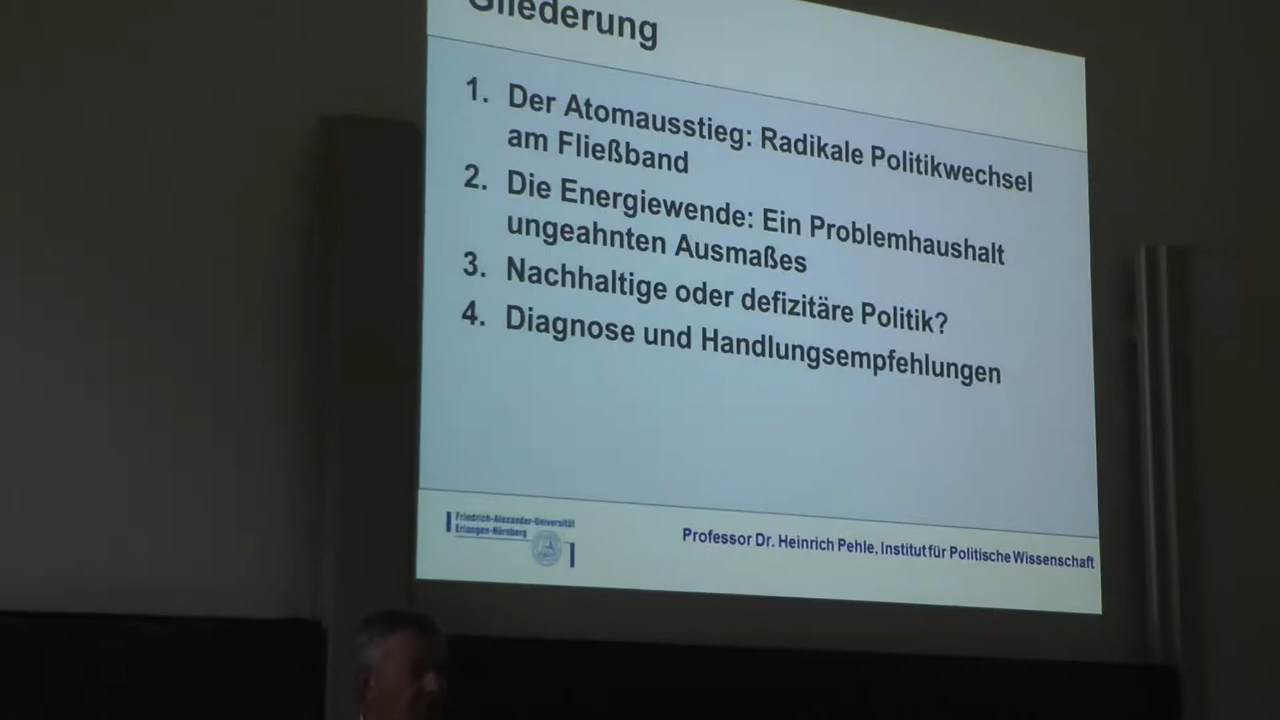 Gliederung
1. Der Atomausstieg: Radikale Politikwechsel
am Fließband
2. Die Energiewende: Ein Problemhaushalt
ungeahnten Ausmaßes
3. Nachhaltige oder defizitäre Politik?
4. Diagnose und Handlungsempfehlungen
Friedrich-Alexander-Universität
Erlangen-Nürnberg
Professor Dr. Heinrich Pehle, Institut für Politische Wissenschaft